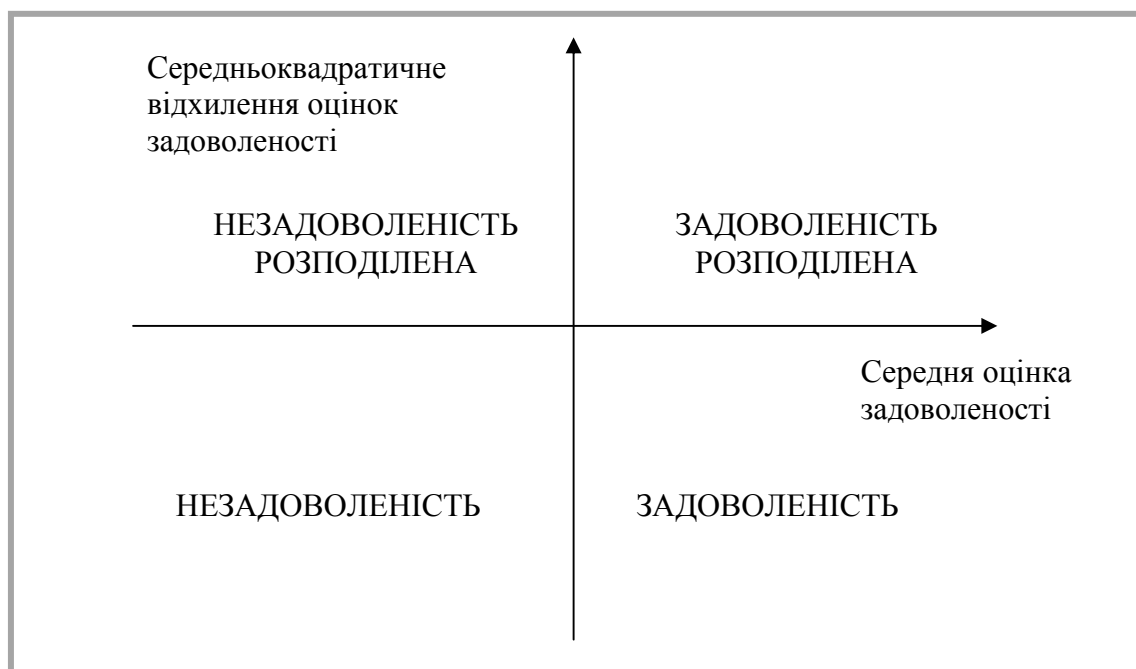 Середньоквадратичне
відхилення оцінок
задоволеності
НЕЗАДОВОЛЕНІСТЬ
РОЗПОДІЛЕНА
ЗАДОВОЛЕНІСТЬ
РОЗПОДІЛЕНА
Середня оцінка
задоволеності
НЕЗАДОВОЛЕНІСТЬ
ЗАДОВОЛЕНІСТЬ